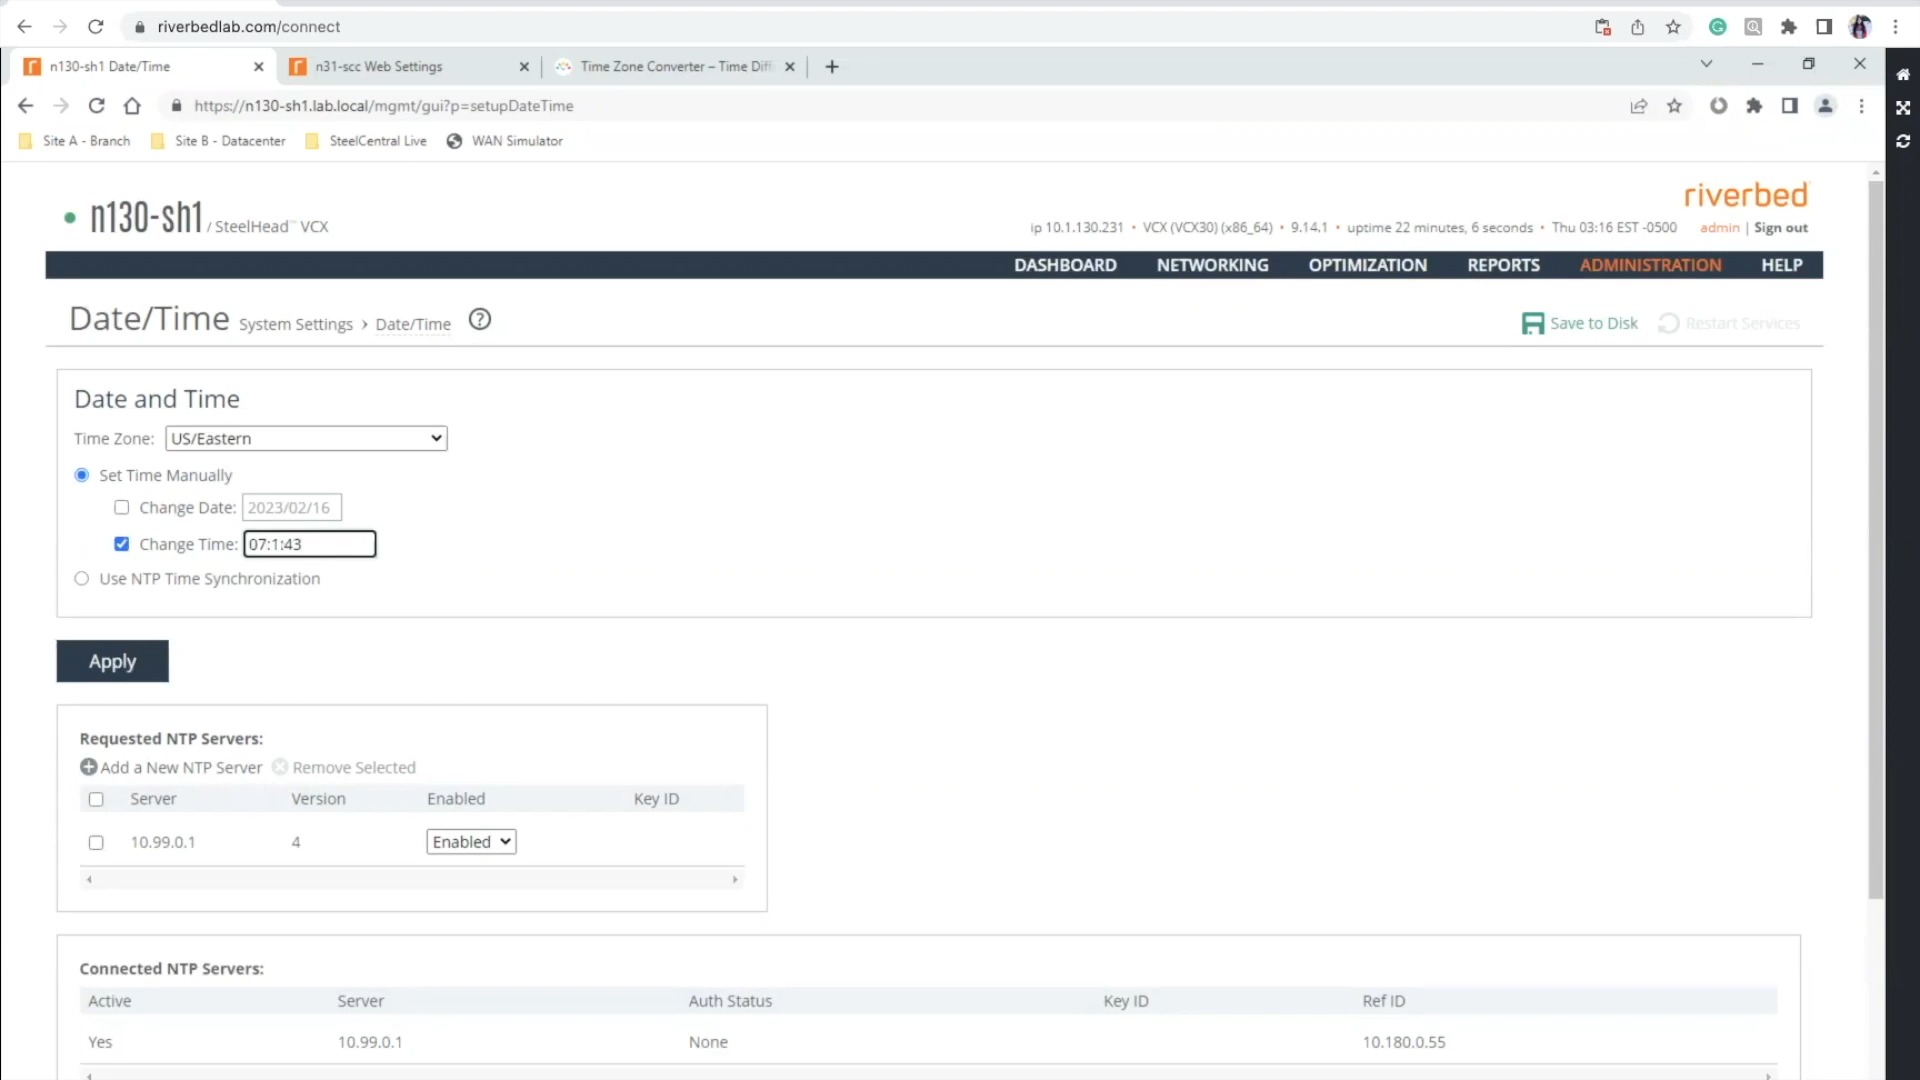 riverbedlab.com/connect
n130-sh1 Date/Time
n31-scc Web Settings
Time Zone Converter – Time Diff
https://n130-sh1.lab.local/mgmt/gui?p=setupDateTime
Site A - Branch
Site B - Datacenter
SteelCentral Live
WAN Simulator
riverbed
n130-sh1 / SteelHead™ VCX
ip 10.1.130.231 • VCX (VCX30) (x86_64) • 9.14.1 • uptime 22 minutes, 6 seconds • Thu 03:16 EST -0500
admin | Sign out
DASHBOARD NETWORKING OPTIMIZATION REPORTS ADMINISTRATION HELP
Date/Time System Settings › Date/Time ?
Save to Disk
Restart Services
Date and Time
Time Zone: US/Eastern
Set Time Manually
Change Date: 2023/02/16
Change Time: 07:1:43
Use NTP Time Synchronization
Apply
Requested NTP Servers:
Add a New NTP Server Remove Selected
Server Version Enabled Key ID
10.99.0.1 4 Enabled
Connected NTP Servers:
Active Server Auth Status Key ID Ref ID
Yes 10.99.0.1 None 10.180.0.55